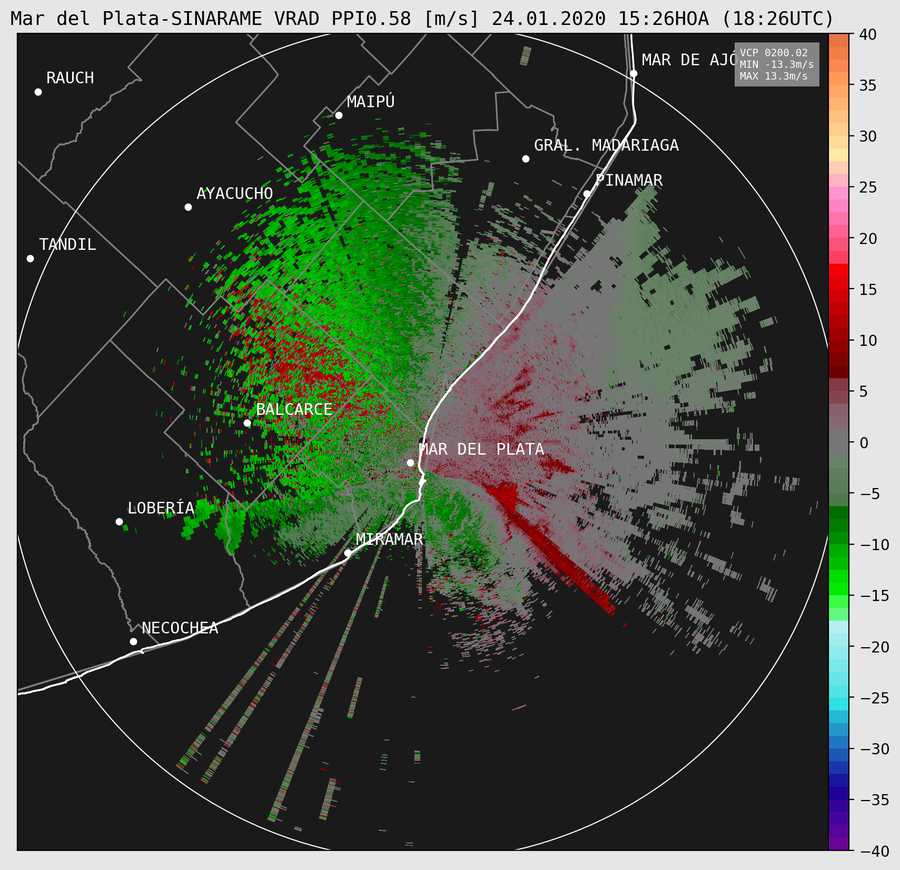 Mar del Plata-SINARAME VRAD PPI0.58 [m/s] 24.01.2020 15:26HOA (18:26UTC)
MAR DE AJÓ
VCP 0200.02
MIN -13.3m/s
MAX 13.3m/s
RAUCH
MAIPÚ
GRAL. MADARIAGA
PINAMAR
AYACUCHO
TANDIL
BALCARCE
MAR DEL PLATA
LOBERÍA
MIRAMAR
NECOCHEA
40
35
30
25
20
15
10
5
0
−5
−10
−15
−20
−25
−30
−35
−40